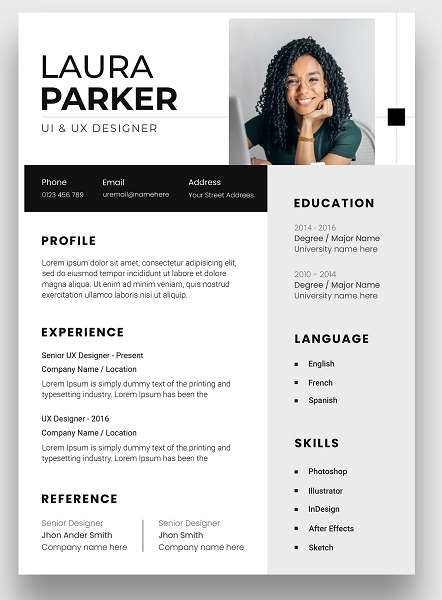 LAURA
PARKER
UI & UX DESIGNER
Phone
0123 456 789
Email
uremail@namehere
Address
Your Street Addrees.
PROFILE
Lorem ipsum dolor sit amet, consectetur adipiscing elit,
sed do eiusmod tempor incididunt ut labore et dolore
magna aliqua. Ut enim ad minim veniam, quis nostrud
exercitation ullamco laboris nisi ut aliquip.
EXPERIENCE
Senior UX Designer - Present
Company Name / Location
Lorem Ipsum is simply dummy text of the printing and
typesetting industry. Lorem Ipsum has been the
UX Designer - 2016
Company Name / Location
Lorem Ipsum is simply dummy text of the printing and
typesetting industry. Lorem Ipsum has been the
REFERENCE
Senior Designer
Jhon Ander Smith
Company name here
Senior Designer
Jhon Smith
Company name here
EDUCATION
2014 - 2016
Degree / Major Name
University name here
2010 - 2014
Degree / Major Name
University name here
LANGUAGE
English
French
Spanish
SKILLS
Photoshop
Illustrator
InDesign
After Effects
Sketch